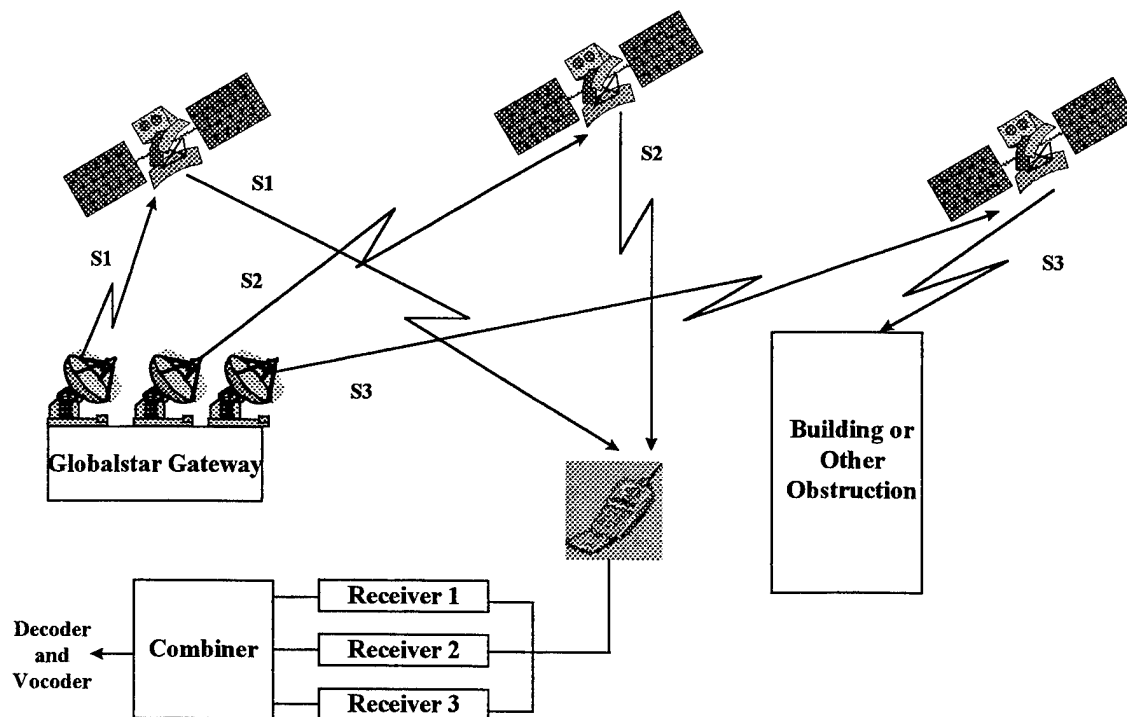 S1
S2
S1
S2
S3
S3
Globalstar Gateway
Building or
Other
Obstruction
Receiver 1
Decoder
and
Vocoder
Combiner
Receiver 2
Receiver 3